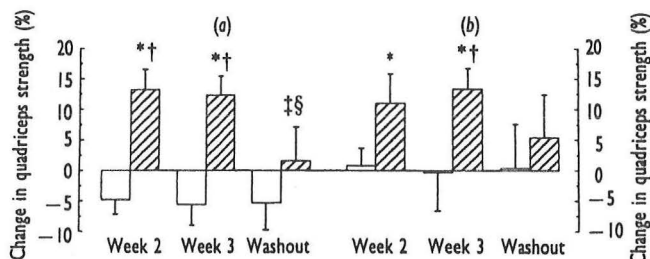 (a) (b)
Change in quadriceps strength (%)
20
15
10
5
0
−5
−10
*† *† ‡§ * *†
20
15
10
5
0
−5
−10
Change in quadriceps strength (%)
Week 2 Week 3 Washout Week 2 Week 3 Washout